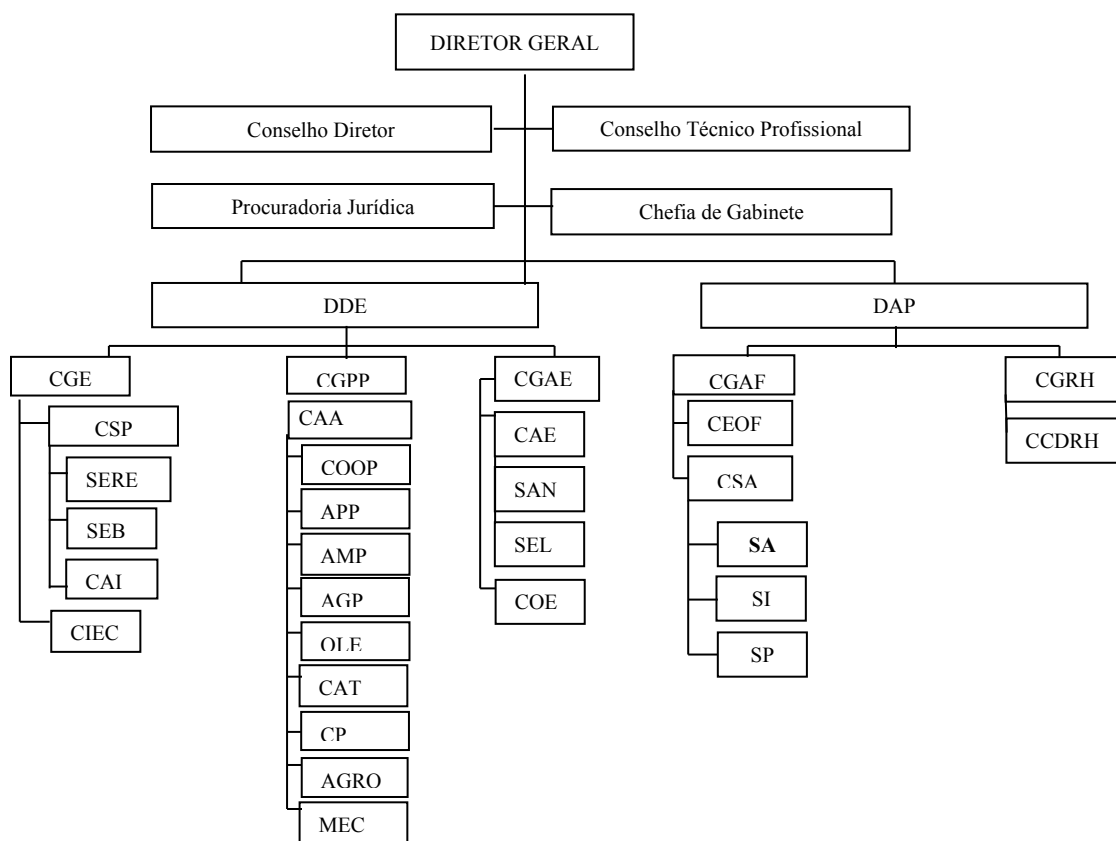 DIRETOR GERAL
Conselho Diretor
Conselho Técnico Profissional
Procuradoria Jurídica
Chefia de Gabinete
DDE
DAP
CGE
CGPP
CGAE
CGAF
CGRH
CSP
SERE
SEB
CAI
CIEC
CAA
COOP
APP
AMP
AGP
OLE
CAT
CP
AGRO
MEC
CAE
SAN
SEL
COE
CEOF
CSA
SA
SI
SP
CCDRH